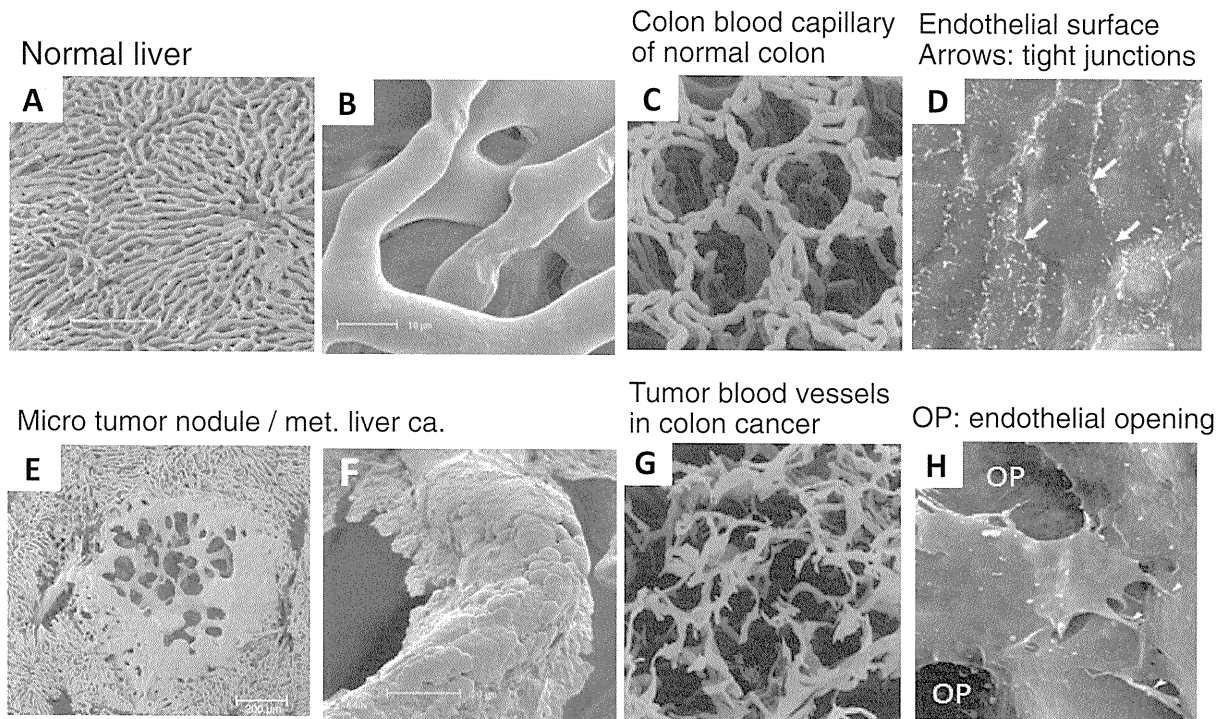 Normal liver
Colon blood capillary
of normal colon
Endothelial surface
Arrows: tight junctions
A
B
C
D
10 µm
Micro tumor nodule / met. liver ca.
Tumor blood vessels
in colon cancer
OP: endothelial opening
E
F
G
H
OP
200 µm
OP